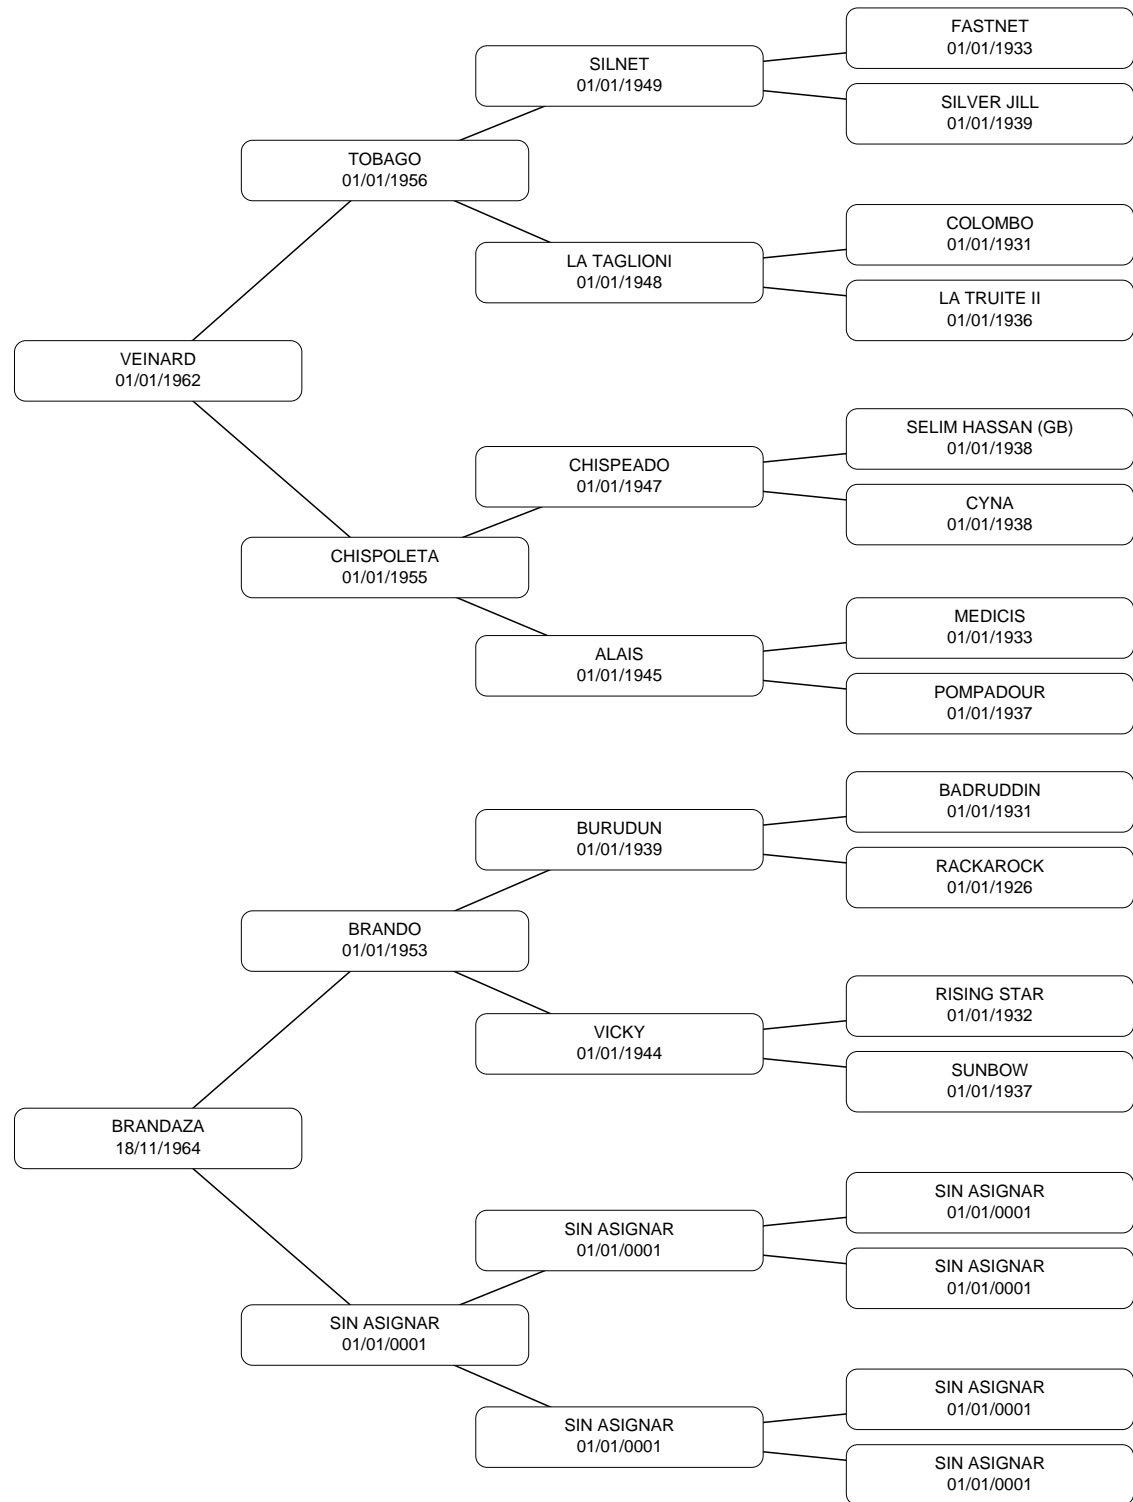 FASTNET
01/01/1933
SILNET
01/01/1949
SILVER JILL
01/01/1939
TOBAGO
01/01/1956
COLOMBO
01/01/1931
LA TAGLIONI
01/01/1948
LA TRUITE II
01/01/1936
VEINARD
01/01/1962
SELIM HASSAN (GB)
01/01/1938
CHISPEADO
01/01/1947
CYNA
01/01/1938
CHISPOLETA
01/01/1955
MEDICIS
01/01/1933
ALAIS
01/01/1945
POMPADOUR
01/01/1937
BADRUDDIN
01/01/1931
BURUDUN
01/01/1939
RACKAROCK
01/01/1926
BRANDO
01/01/1953
RISING STAR
01/01/1932
VICKY
01/01/1944
SUNBOW
01/01/1937
BRANDAZA
18/11/1964
SIN ASIGNAR
01/01/0001
SIN ASIGNAR
01/01/0001
SIN ASIGNAR
01/01/0001
SIN ASIGNAR
01/01/0001
SIN ASIGNAR
01/01/0001
SIN ASIGNAR
01/01/0001
SIN ASIGNAR
01/01/0001